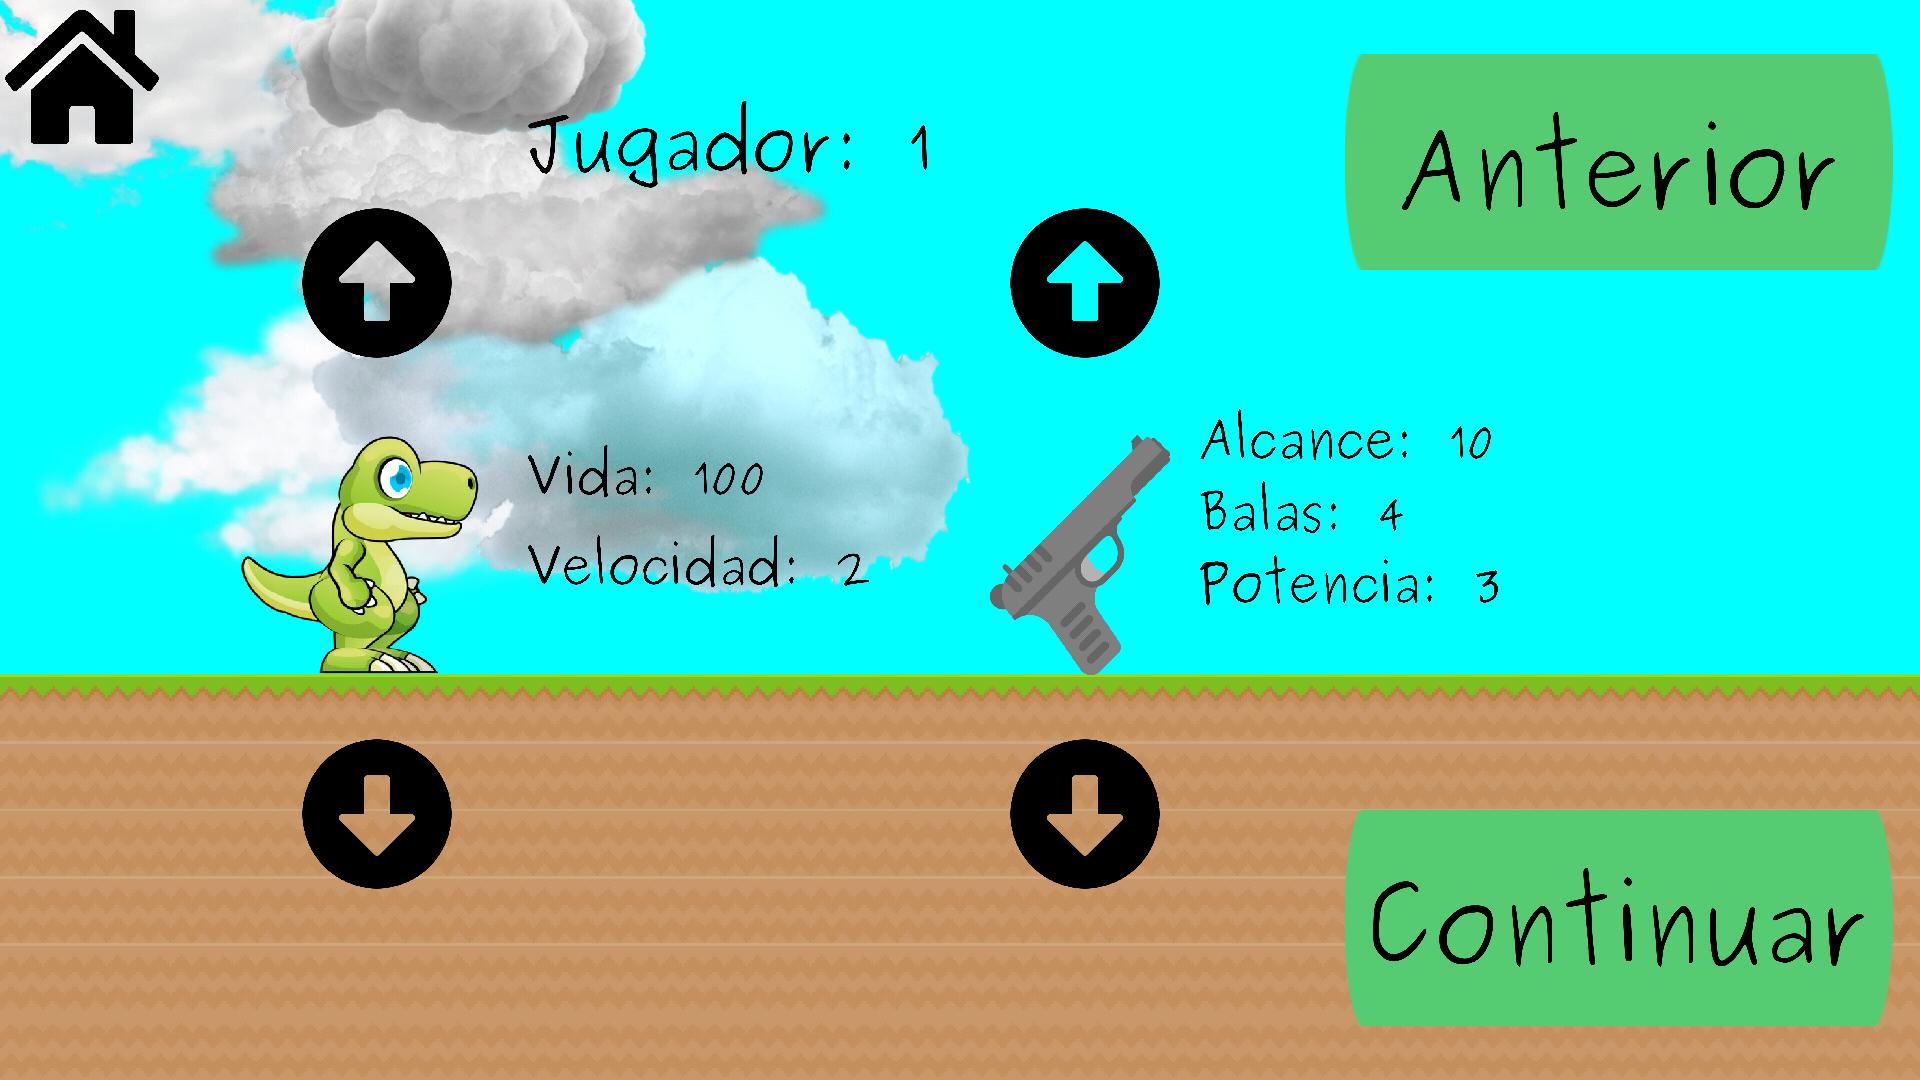 Jugador: 1
Anterior
Vida: 100
Velocidad: 2
Alcance: 10
Balas: 4
Potencia: 3
Continuar